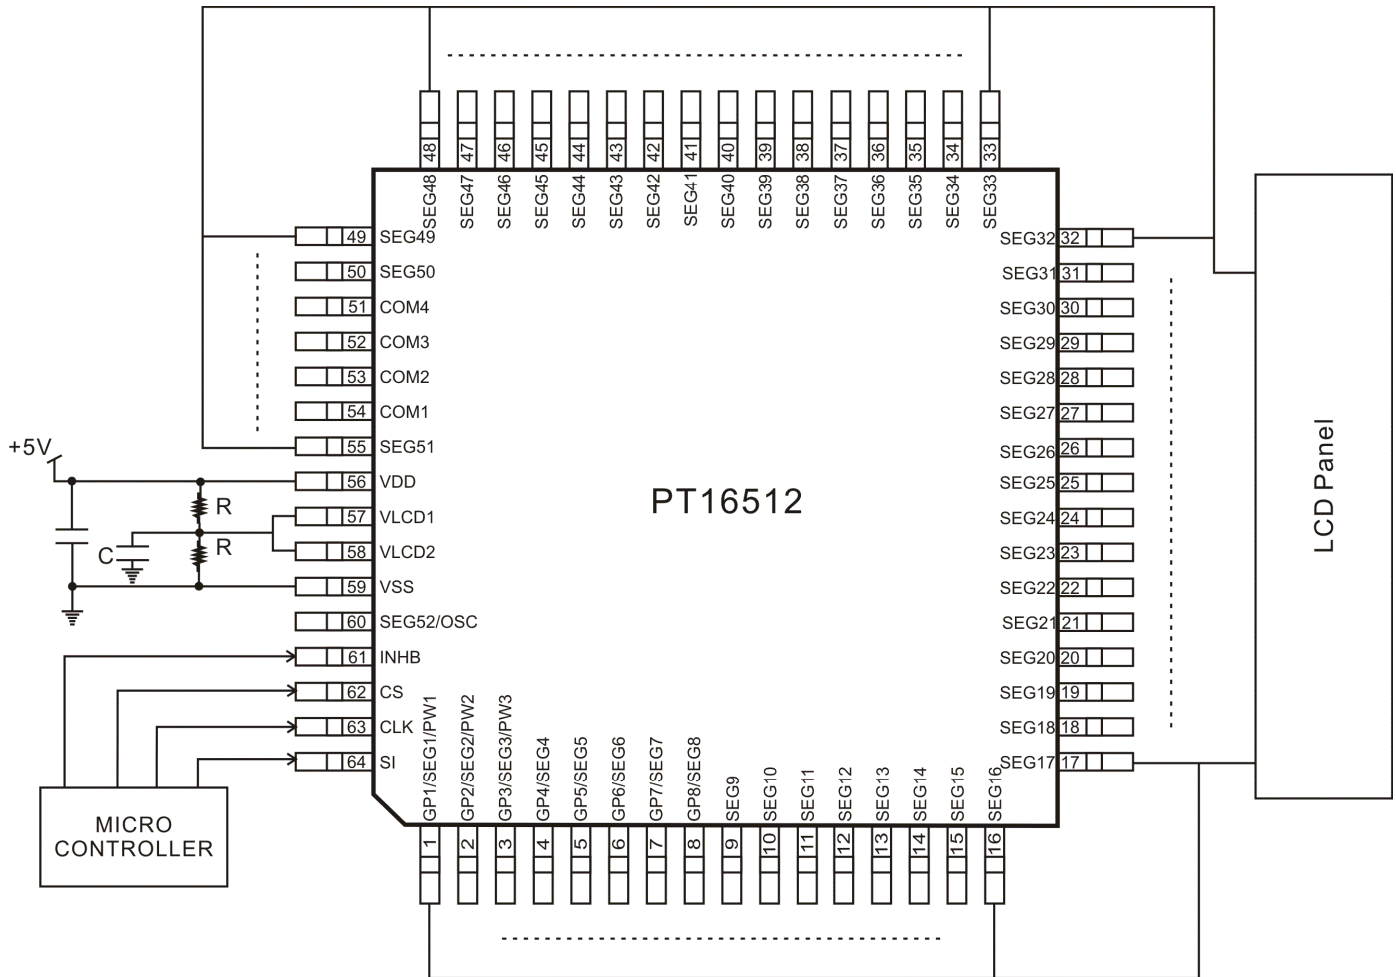 48 47 46 45 44 43 42 41 40 39 38 37 36 35 34 33
SEG48 SEG47 SEG46 SEG45 SEG44 SEG43 SEG42 SEG41 SEG40 SEG39 SEG38 SEG37 SEG36 SEG35 SEG34 SEG33
49 SEG49
50 SEG50
51 COM4
52 COM3
53 COM2
54 COM1
55 SEG51
56 VDD
57 VLCD1
58 VLCD2
59 VSS
60 SEG52/OSC
61 INHB
62 CS
63 CLK
64 SI
+5V
R
R
C
MICRO
CONTROLLER
PT16512
SEG32 32
SEG31 31
SEG30 30
SEG29 29
SEG28 28
SEG27 27
SEG26 26
SEG25 25
SEG24 24
SEG23 23
SEG22 22
SEG21 21
SEG20 20
SEG19 19
SEG18 18
SEG17 17
LCD Panel
GP1/SEG1/PW1 GP2/SEG2/PW2 GP3/SEG3/PW3 GP4/SEG4 GP5/SEG5 GP6/SEG6 GP7/SEG7 GP8/SEG8 SEG9 SEG10 SEG11 SEG12 SEG13 SEG14 SEG15 SEG16
1 2 3 4 5 6 7 8 9 10 11 12 13 14 15 16